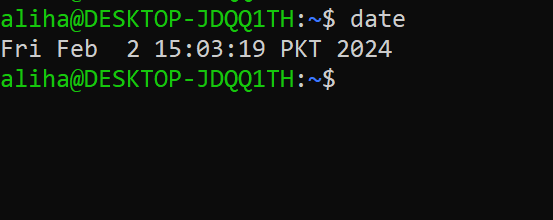 aliha@DESKTOP-JDQQ1TH:~$ date
Fri Feb  2 15:03:19 PKT 2024
aliha@DESKTOP-JDQQ1TH:~$